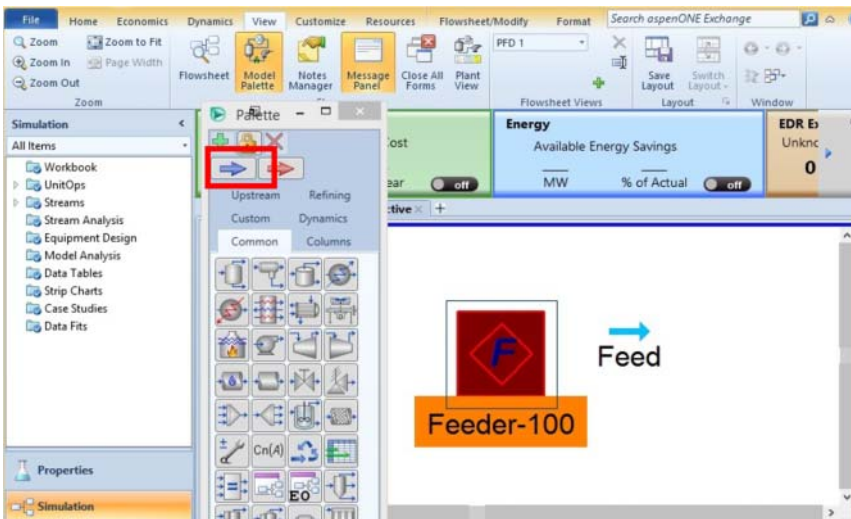 File Home Economics Dynamics View Customize Resources Flowsheet/Modify Format Search aspenONE Exchange
Zoom Zoom to Fit
Zoom In Page Width
Zoom Out
Zoom
Flowsheet
Model Palette
Notes Manager
Message Panel
Close All Forms
Plant View
PFD 1
Flowsheet Views
Save Layout
Switch Layout
Layout
Window
Simulation
All Items
Workbook
UnitOps
Streams
Stream Analysis
Equipment Design
Model Analysis
Data Tables
Strip Charts
Case Studies
Data Fits
Properties
Simulation
Palette
Upstream Refining
Custom Dynamics
Common Columns
Cn(A)
EO
ost
ear off
Energy
Available Energy Savings
MW % of Actual off
EDR Ex
Unknc
0
ctive
F
Feeder-100
Feed